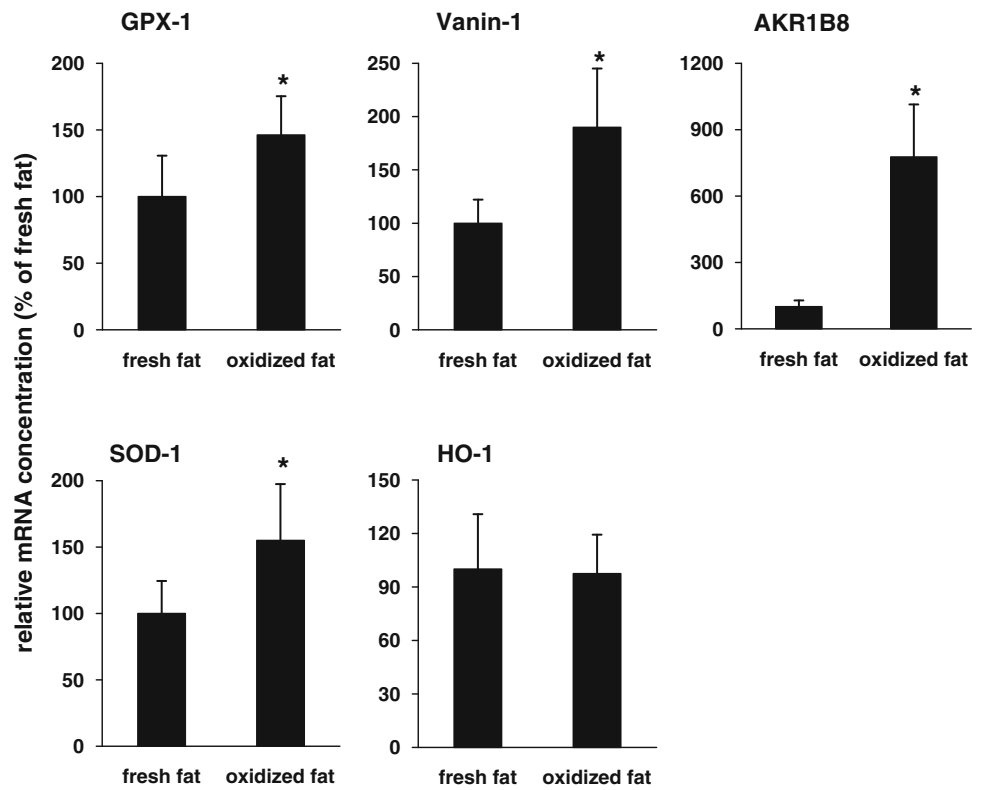 GPX-1
Vanin-1
AKR1B8
relative mRNA concentration (% of fresh fat)
200
150
100
50
0
*
fresh fat oxidized fat
250
200
150
100
50
0
*
fresh fat oxidized fat
1200
900
600
300
0
*
fresh fat oxidized fat
SOD-1
200
150
100
50
0
*
fresh fat oxidized fat
HO-1
150
120
90
60
30
0
fresh fat oxidized fat